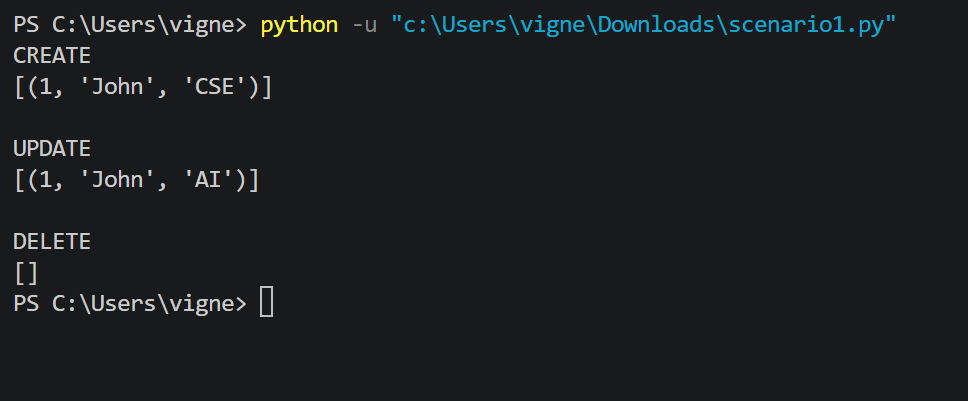 PS C:\Users\vigne> python -u "c:\Users\vigne\Downloads\scenario1.py"
CREATE
[(1, 'John', 'CSE')]
UPDATE
[(1, 'John', 'AI')]
DELETE
[]
PS C:\Users\vigne>